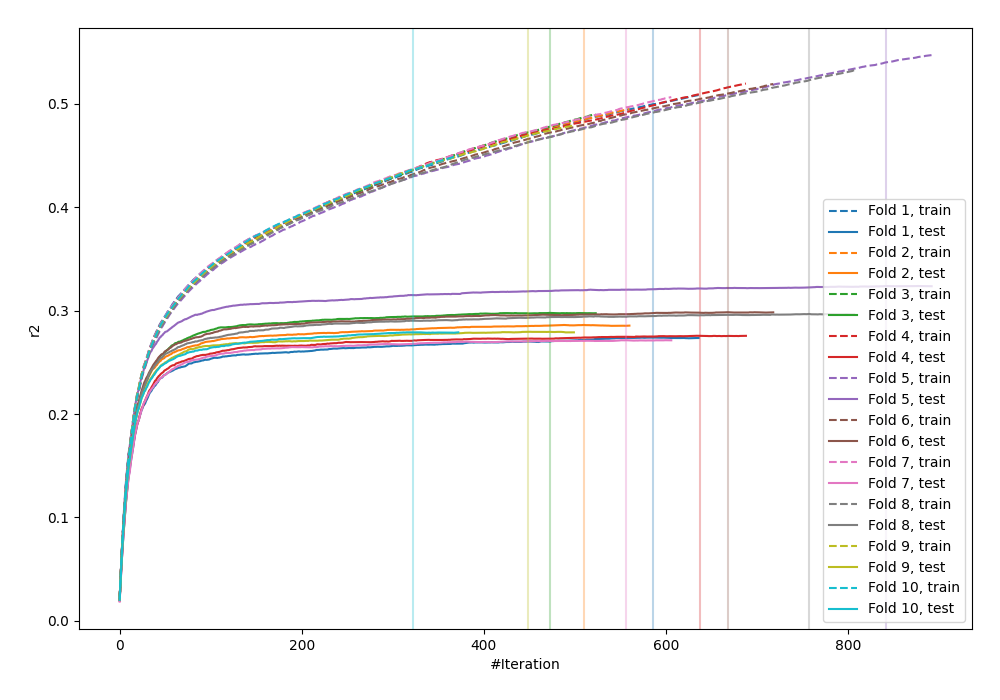 r2
0.5
0.4
0.3
0.2
0.1
0.0
0
200
400
600
800
#Iteration
Fold 1, train
Fold 1, test
Fold 2, train
Fold 2, test
Fold 3, train
Fold 3, test
Fold 4, train
Fold 4, test
Fold 5, train
Fold 5, test
Fold 6, train
Fold 6, test
Fold 7, train
Fold 7, test
Fold 8, train
Fold 8, test
Fold 9, train
Fold 9, test
Fold 10, train
Fold 10, test